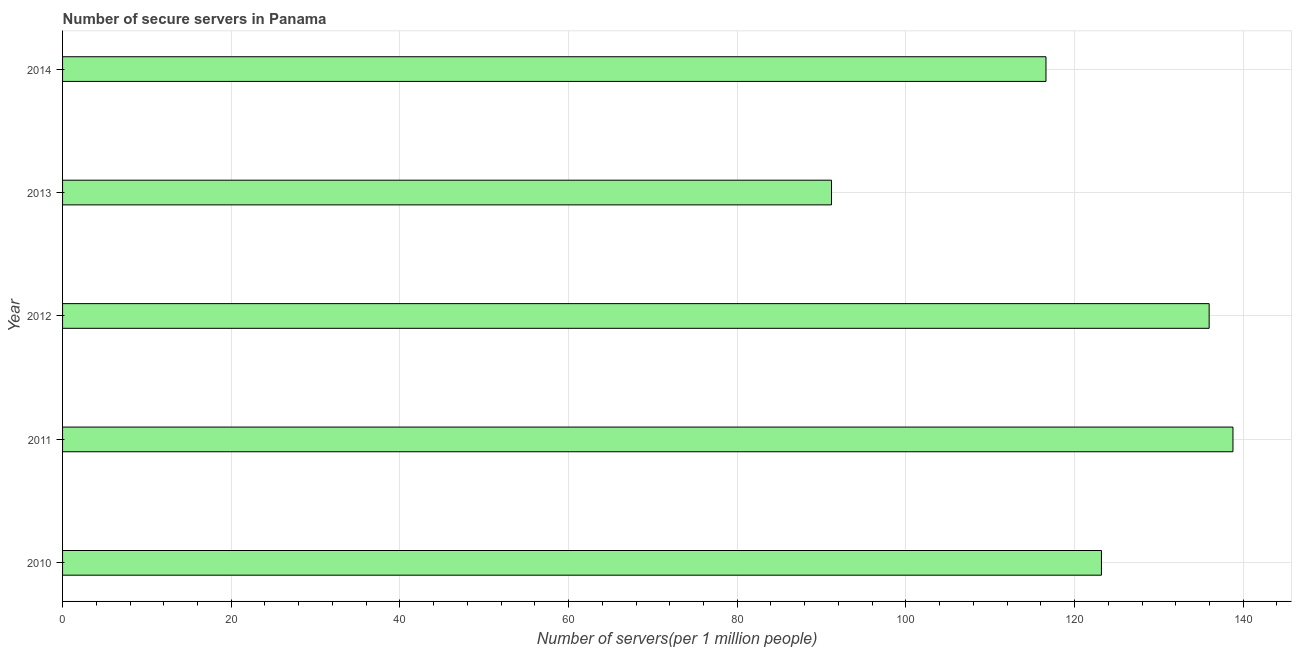 Number of secure servers in Panama
2014
2013
2012
2011
2010
Year
0 20 40 60 80 100 120 140
Number of servers(per 1 million people)